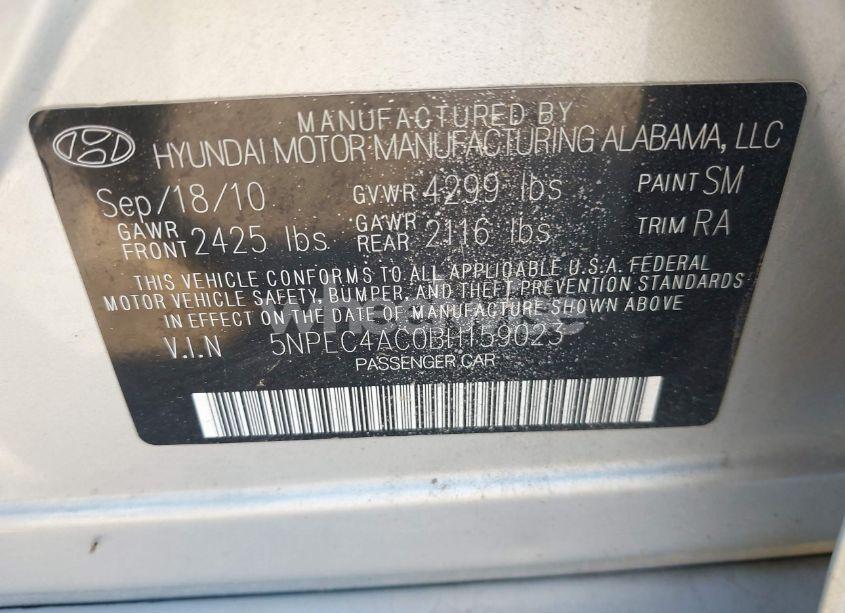 MANUFACTURED BY
HYUNDAI MOTOR MANUFACTURING ALABAMA, LLC
Sep/18/10 GVWR 4299 lbs PAINT SM
GAWR FRONT 2425 lbs. GAWR REAR 2116 lbs TRIM RA
THIS VEHICLE CONFORMS TO ALL APPLICABLE U.S.A. FEDERAL
MOTOR VEHICLE SAFETY, BUMPER, AND THEFT PREVENTION STANDARDS
IN EFFECT ON THE DATE OF MANUFACTURE SHOWN ABOVE
V.I.N 5NPEC4AC0BH159023
PASSENGER CAR